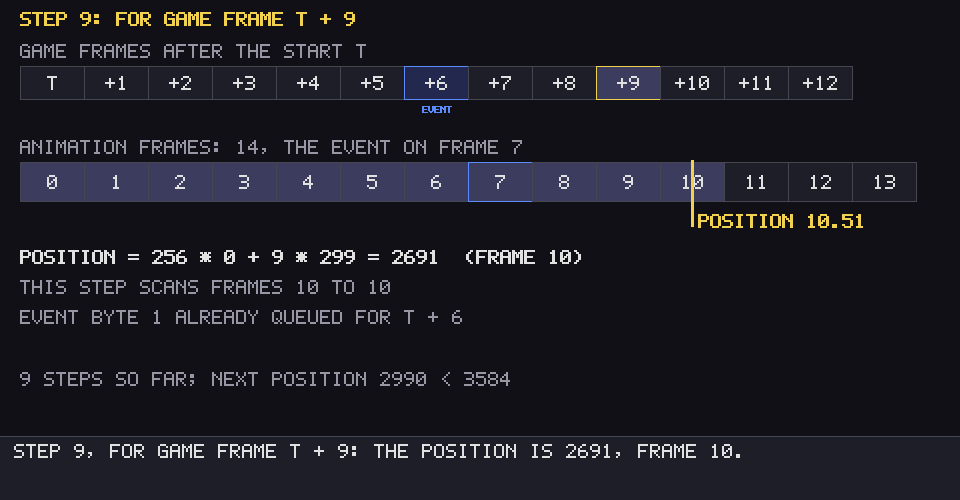 STEP 9: FOR GAME FRAME T + 9
GAME FRAMES AFTER THE START T
T +1 +2 +3 +4 +5 +6 +7 +8 +9 +10 +11 +12
EVENT
ANIMATION FRAMES: 14, THE EVENT ON FRAME 7
0 1 2 3 4 5 6 7 8 9 10 11 12 13
POSITION 10.51
POSITION = 256 * 0 + 9 * 299 = 2691 (FRAME 10)
THIS STEP SCANS FRAMES 10 TO 10
EVENT BYTE 1 ALREADY QUEUED FOR T + 6
9 STEPS SO FAR; NEXT POSITION 2990 < 3584
STEP 9, FOR GAME FRAME T + 9: THE POSITION IS 2691, FRAME 10.